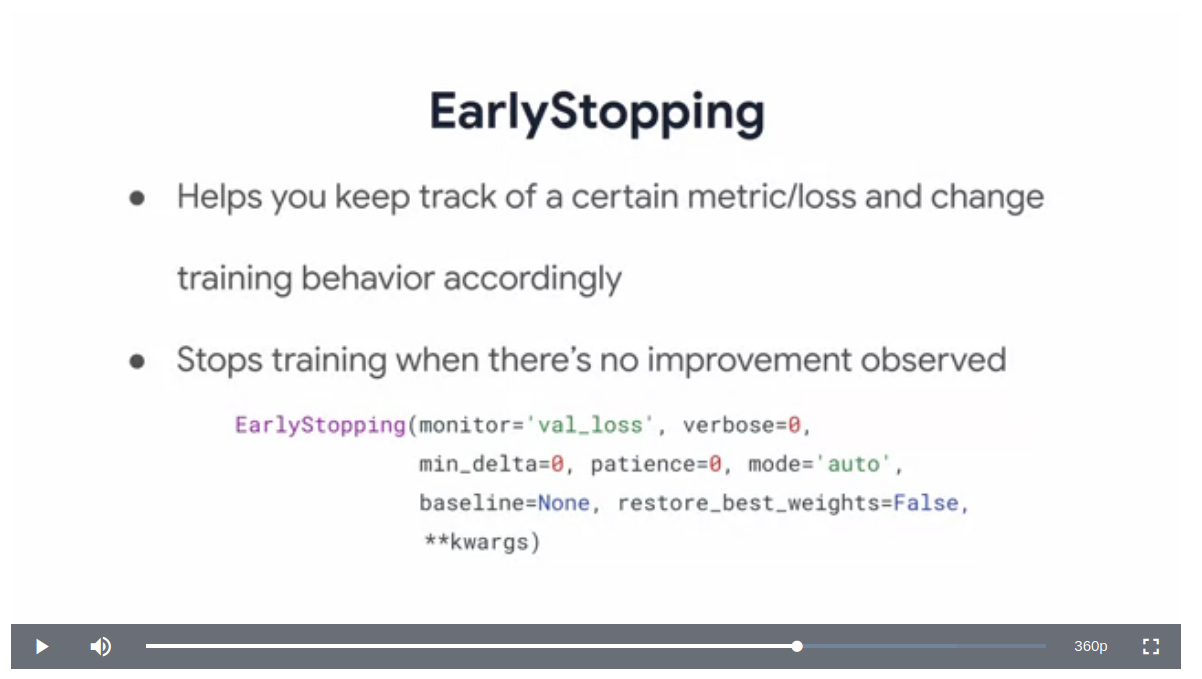 EarlyStopping
● Helps you keep track of a certain metric/loss and change
training behavior accordingly
● Stops training when there’s no improvement observed
EarlyStopping(monitor='val_loss', verbose=0,
min_delta=0, patience=0, mode='auto',
baseline=None, restore_best_weights=False,
**kwargs)
360p